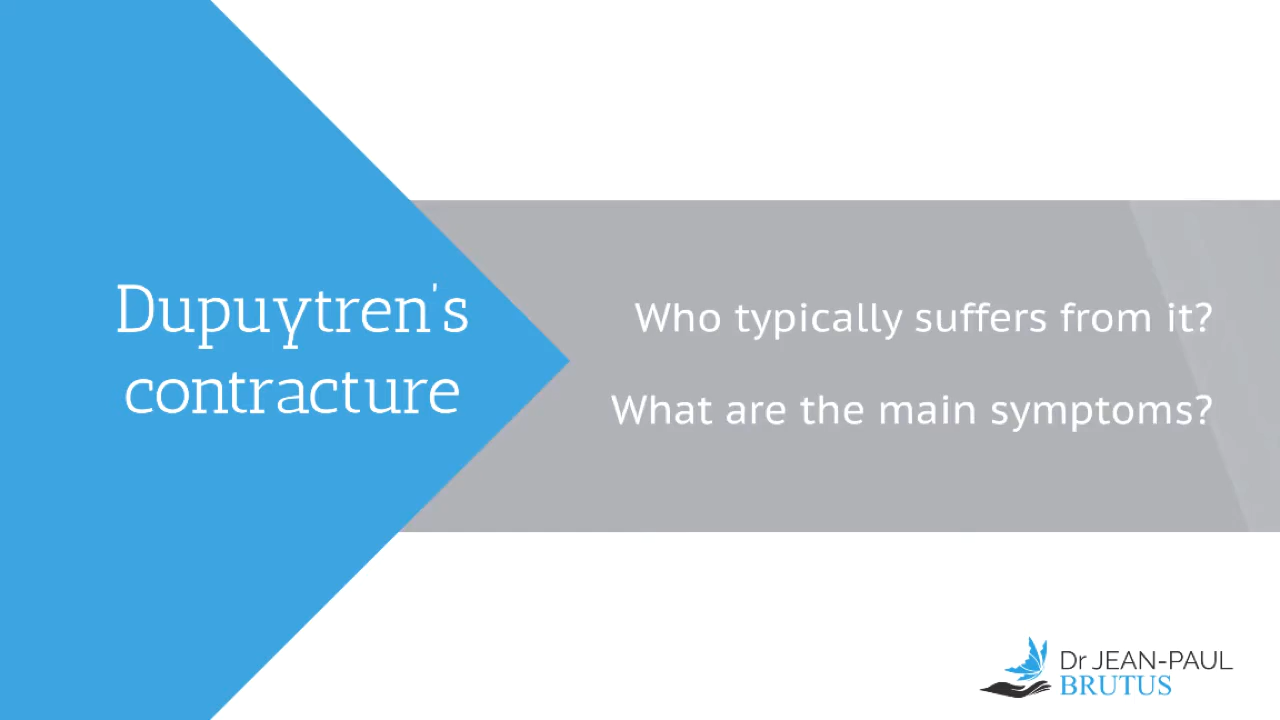 Dupuytren's
contracture
Who typically suffers from it?
What are the main symptoms?
Dr JEAN-PAUL
BRUTUS